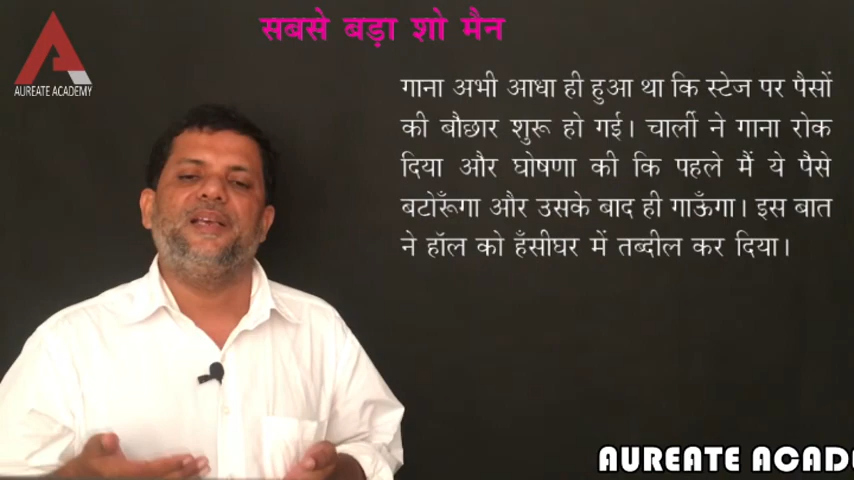 सबसे बड़ा शो मैन
AUREATE ACADEMY
गाना अभी आधा ही हुआ था कि स्टेज पर पैसों
की बौछार शुरू हो गई। चार्ली ने गाना रोक
दिया और घोषणा की कि पहले मैं ये पैसे
बटोरूँगा और उसके बाद ही गाऊँगा। इस बात
ने हॉल को हँसीघर में तब्दील कर दिया।
AUREATE ACAD